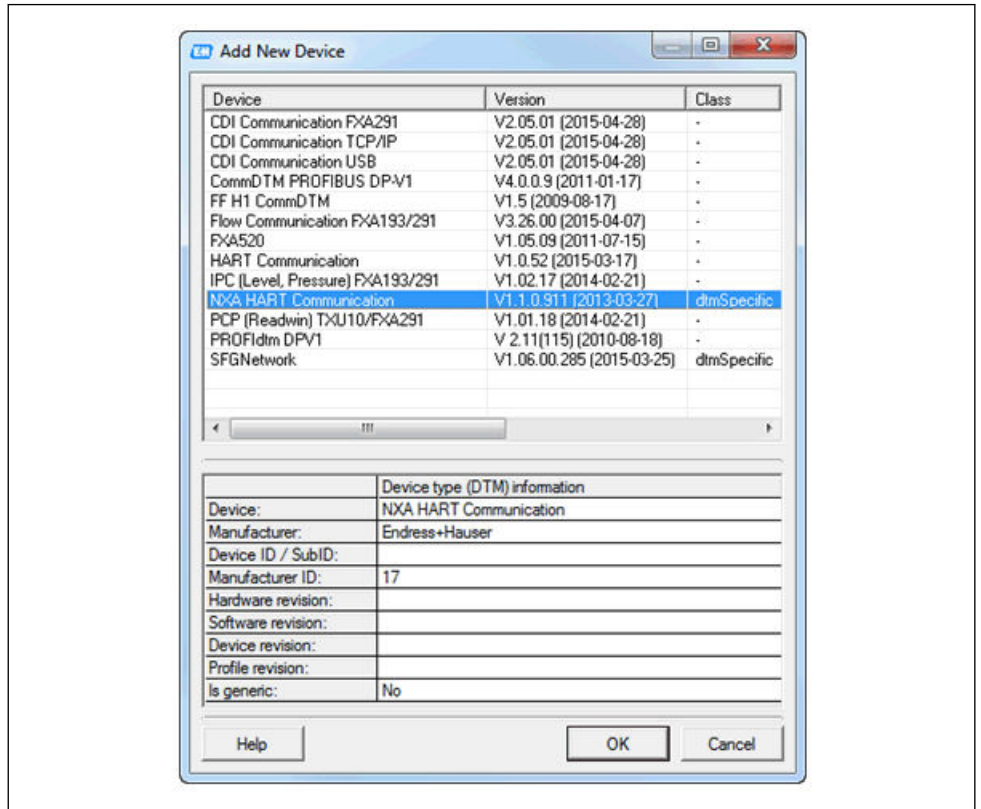 Add New Device
Device Version Class
CDI Communication FXA291 V2.05.01 (2015-04-28) -
CDI Communication TCP/IP V2.05.01 (2015-04-28) -
CDI Communication USB V2.05.01 (2015-04-28) -
CommDTM PROFIBUS DP-V1 V4.0.0.9 (2011-01-17) -
FF H1 CommDTM V1.5 (2009-08-17) -
Flow Communication FXA193/291 V3.26.00 (2015-04-07) -
FXA520 V1.05.09 (2011-07-15) -
HART Communication V1.0.52 (2015-03-17) -
IPC (Level, Pressure) FXA193/291 V1.02.17 (2014-02-21) -
NXA HART Communication V1.1.0.911 (2013-03-27) dtmSpecific
PCP (Readwin) TXU10/FXA291 V1.01.18 (2014-02-21) -
PROFIdtm DPV1 V 2.11(115) (2010-08-18) -
SFGNetwork V1.06.00.285 (2015-03-25) dtmSpecific
Device type (DTM) information
Device: NXA HART Communication
Manufacturer: Endress+Hauser
Device ID / SubID:
Manufacturer ID: 17
Hardware revision:
Software revision:
Device revision:
Profile revision:
Is generic: No
Help OK Cancel